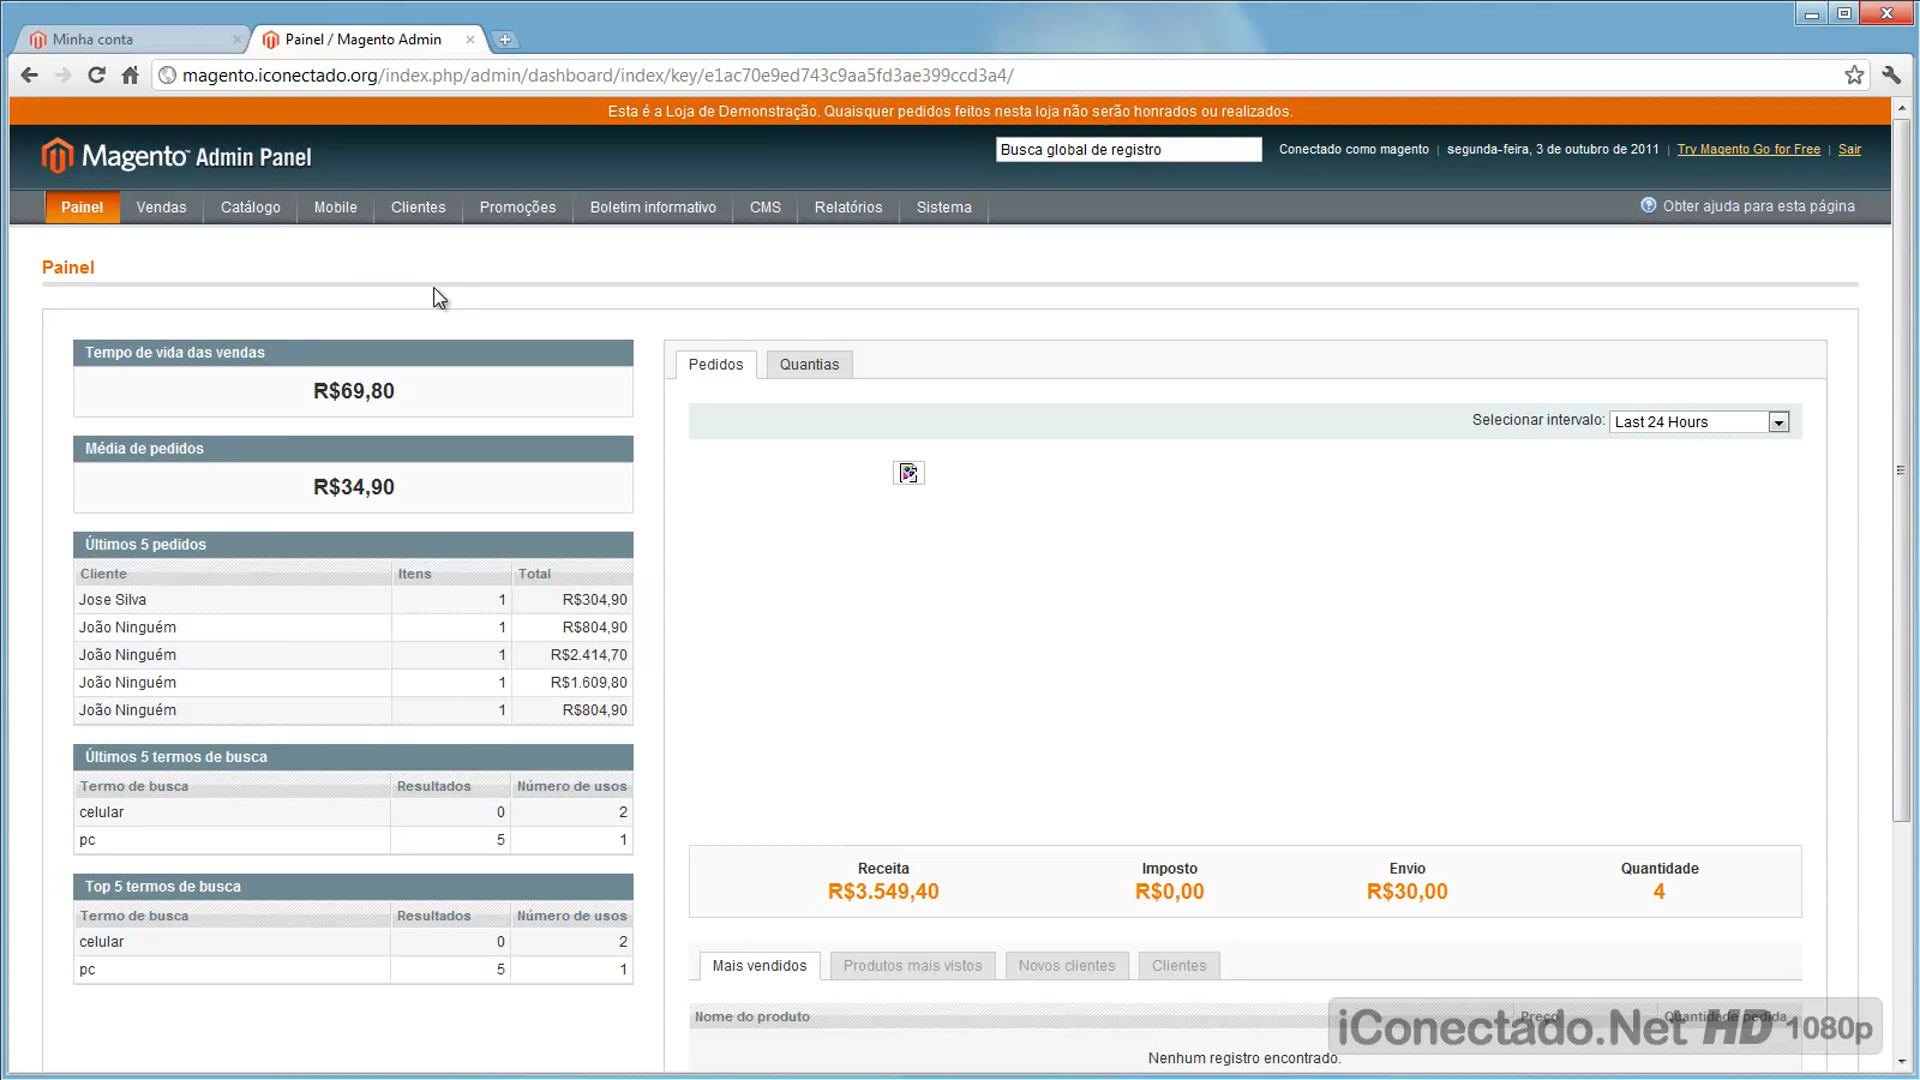 Minha conta
Painel / Magento Admin
magento.iconectado.org/index.php/admin/dashboard/index/key/e1ac70e9ed743c9aa5fd3ae399ccd3a4/
Esta é a Loja de Demonstração. Quaisquer pedidos feitos nesta loja não serão honrados ou realizados.
Magento™ Admin Panel
Busca global de registro
Conectado como magento | segunda-feira, 3 de outubro de 2011 | Try Magento Go for Free | Sair
Painel Vendas Catálogo Mobile Clientes Promoções Boletim informativo CMS Relatórios Sistema
Obter ajuda para esta página
Painel
Tempo de vida das vendas
R$69,80
Média de pedidos
R$34,90
Últimos 5 pedidos
Cliente Itens Total
Jose Silva 1 R$304,90
João Ninguém 1 R$804,90
João Ninguém 1 R$2.414,70
João Ninguém 1 R$1.609,80
João Ninguém 1 R$804,90
Últimos 5 termos de busca
Termo de busca Resultados Número de usos
celular 0 2
pc 5 1
Top 5 termos de busca
Termo de busca Resultados Número de usos
celular 0 2
pc 5 1
Pedidos Quantias
Selecionar intervalo: Last 24 Hours
Receita Imposto Envio Quantidade
R$3.549,40 R$0,00 R$30,00 4
Mais vendidos Produtos mais vistos Novos clientes Clientes
Nome do produto Preço Quantidade pedida
Nenhum registro encontrado.
iConectado.Net HD 1080p